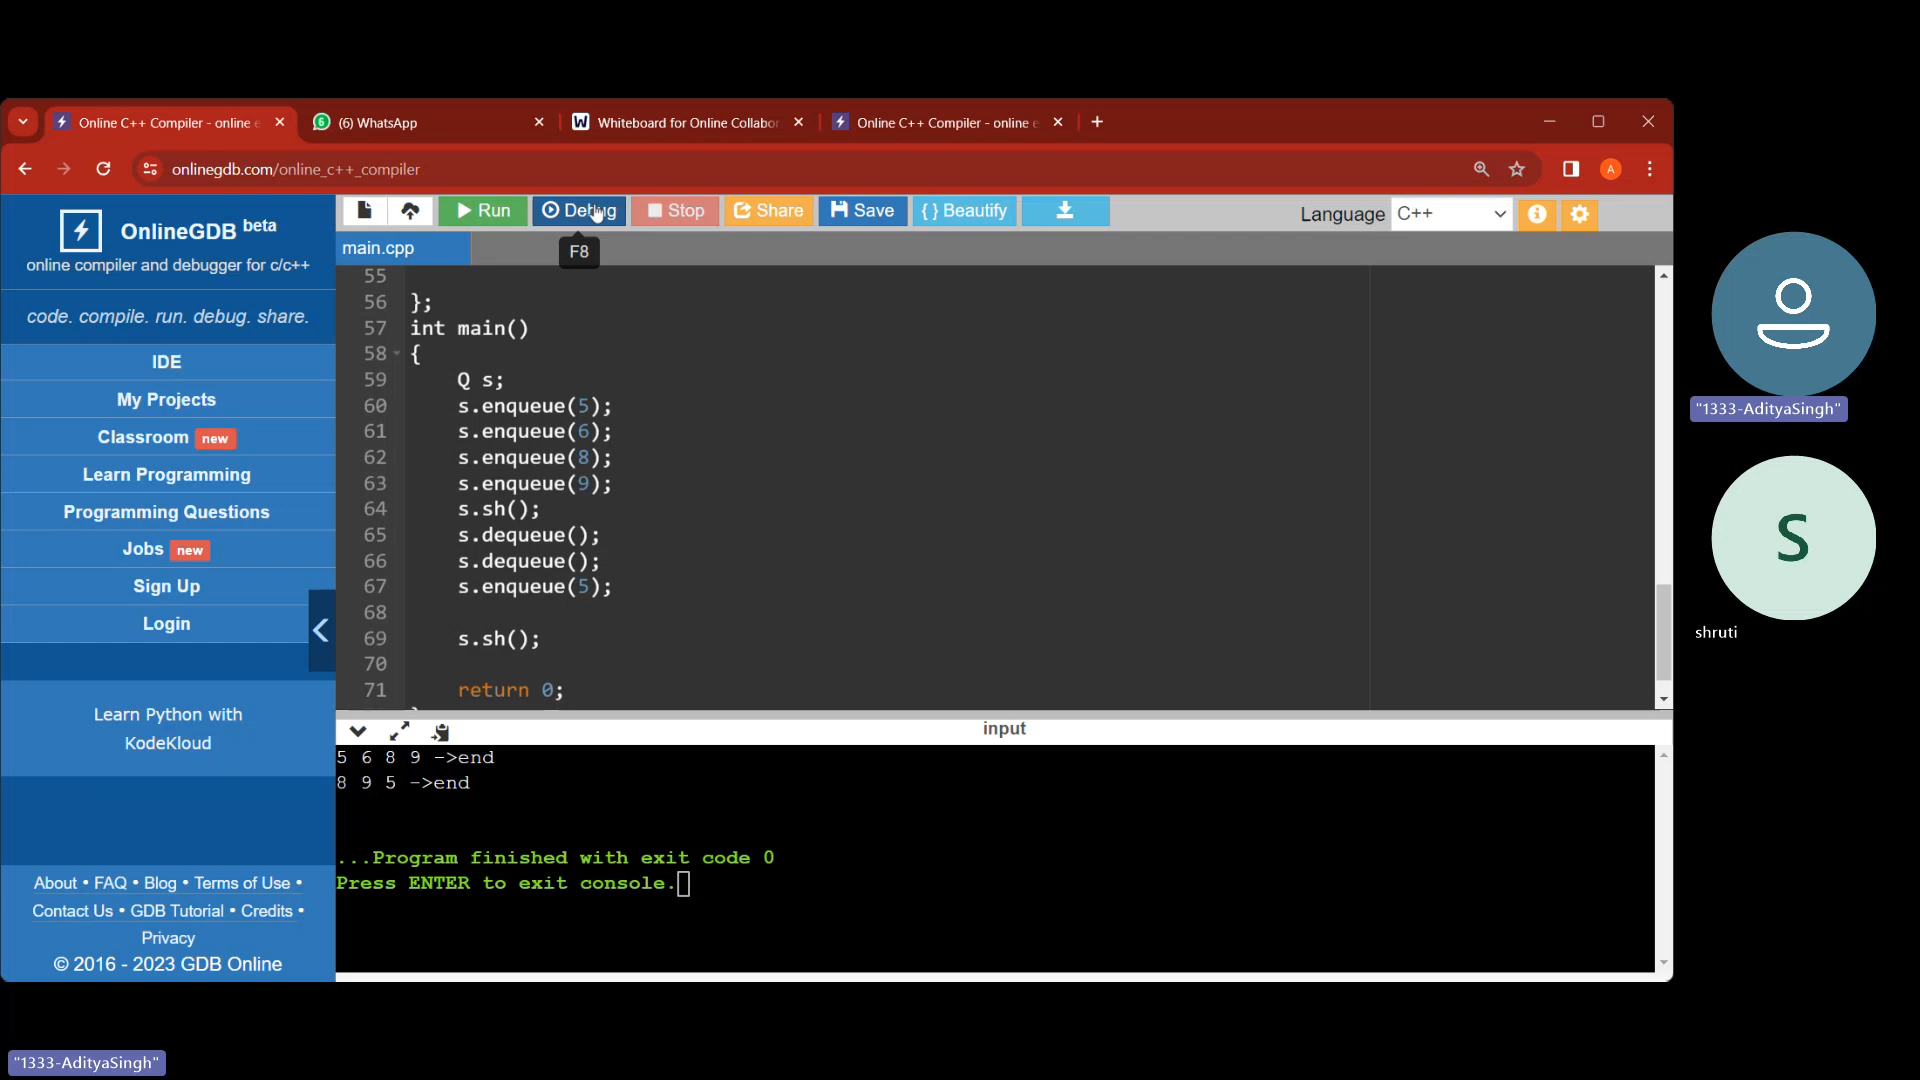 Online C++ Compiler - online e
(6) WhatsApp
Whiteboard for Online Collabor
Online C++ Compiler - online e
onlinegdb.com/online_c++_compiler
A
OnlineGDB beta
online compiler and debugger for c/c++
code. compile. run. debug. share.
IDE
My Projects
Classroom new
Learn Programming
Programming Questions
Jobs new
Sign Up
Login
Learn Python with
KodeKloud
About • FAQ • Blog • Terms of Use •
Contact Us • GDB Tutorial • Credits •
Privacy
© 2016 - 2023 GDB Online
Run
Debug
Stop
Share
Save
{ } Beautify
Language C++
F8
main.cpp
55
56 };
57 int main()
58 {
59 Q s;
60 s.enqueue(5);
61 s.enqueue(6);
62 s.enqueue(8);
63 s.enqueue(9);
64 s.sh();
65 s.dequeue();
66 s.dequeue();
67 s.enqueue(5);
68
69 s.sh();
70
71 return 0;
input
5 6 8 9 ->end
8 9 5 ->end
...Program finished with exit code 0
Press ENTER to exit console.
"1333-AdityaSingh"
S
shruti
"1333-AdityaSingh"